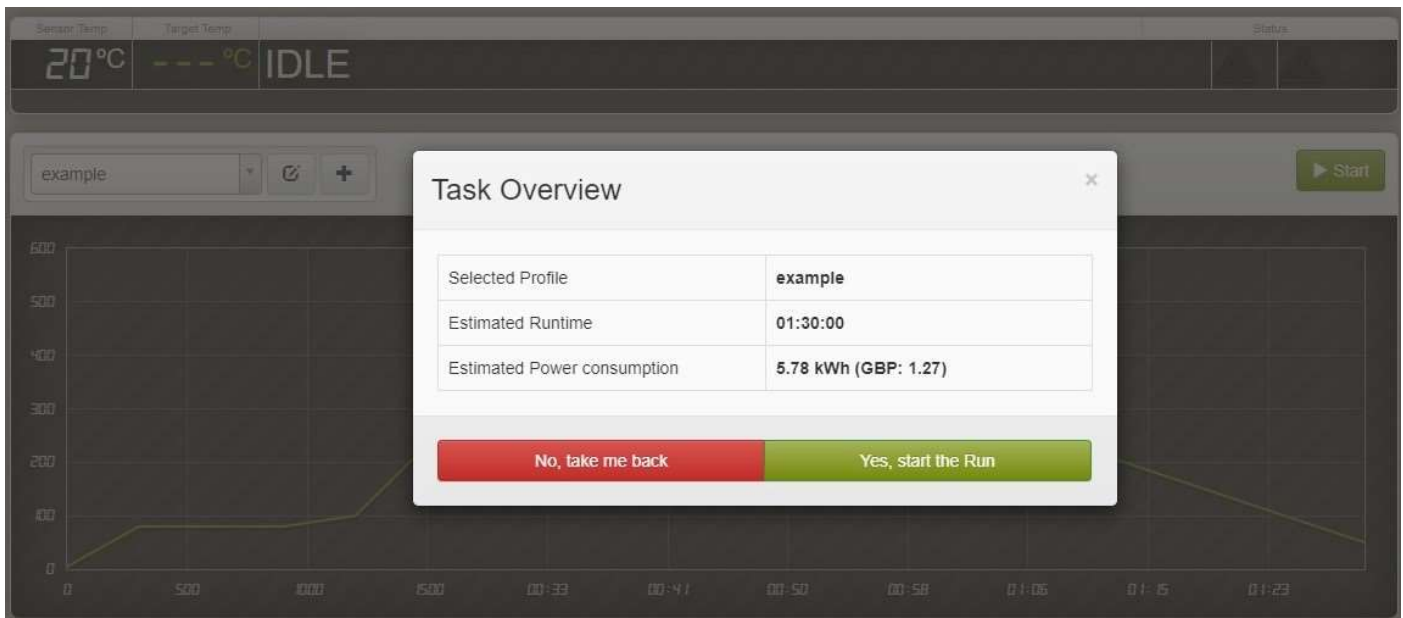 Sensor Temp Target Temp Status
20°C ---°C IDLE
example Start
Task Overview ×
Selected Profile example
Estimated Runtime 01:30:00
Estimated Power consumption 5.78 kWh (GBP: 1.27)
No, take me back Yes, start the Run
600
500
400
300
200
100
0
0 500 1000 1500 00:33 00:41 00:50 00:58 01:06 01:15 01:23